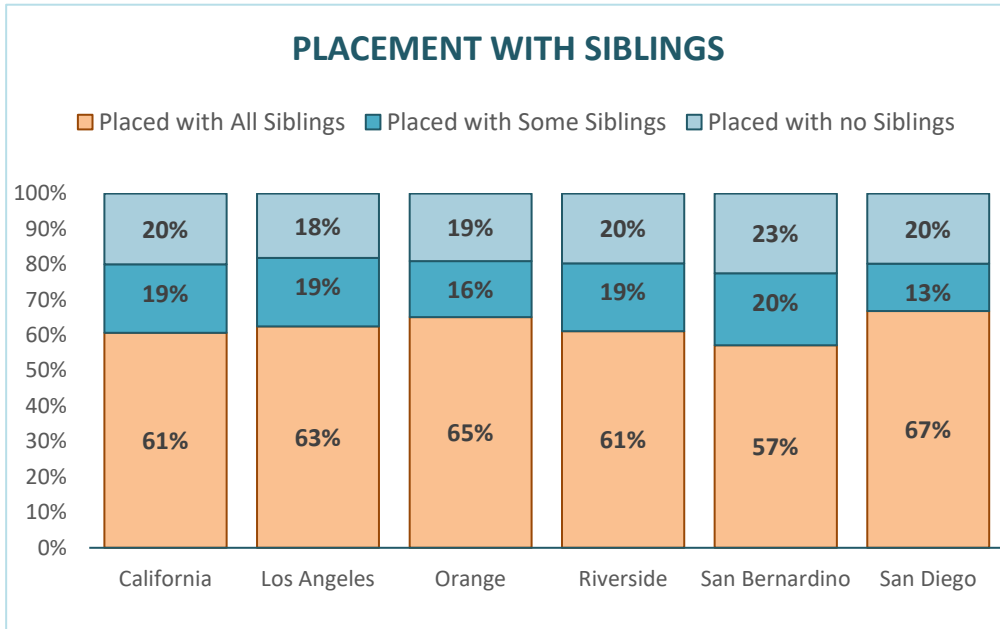 PLACEMENT WITH SIBLINGS
Placed with All Siblings Placed with Some Siblings Placed with no Siblings
100%
90%
80%
70%
60%
50%
40%
30%
20%
10%
0%
20% 18% 19% 20% 23% 20%
19% 19% 16% 19% 20% 13%
61% 63% 65% 61% 57% 67%
California Los Angeles Orange Riverside San Bernardino San Diego